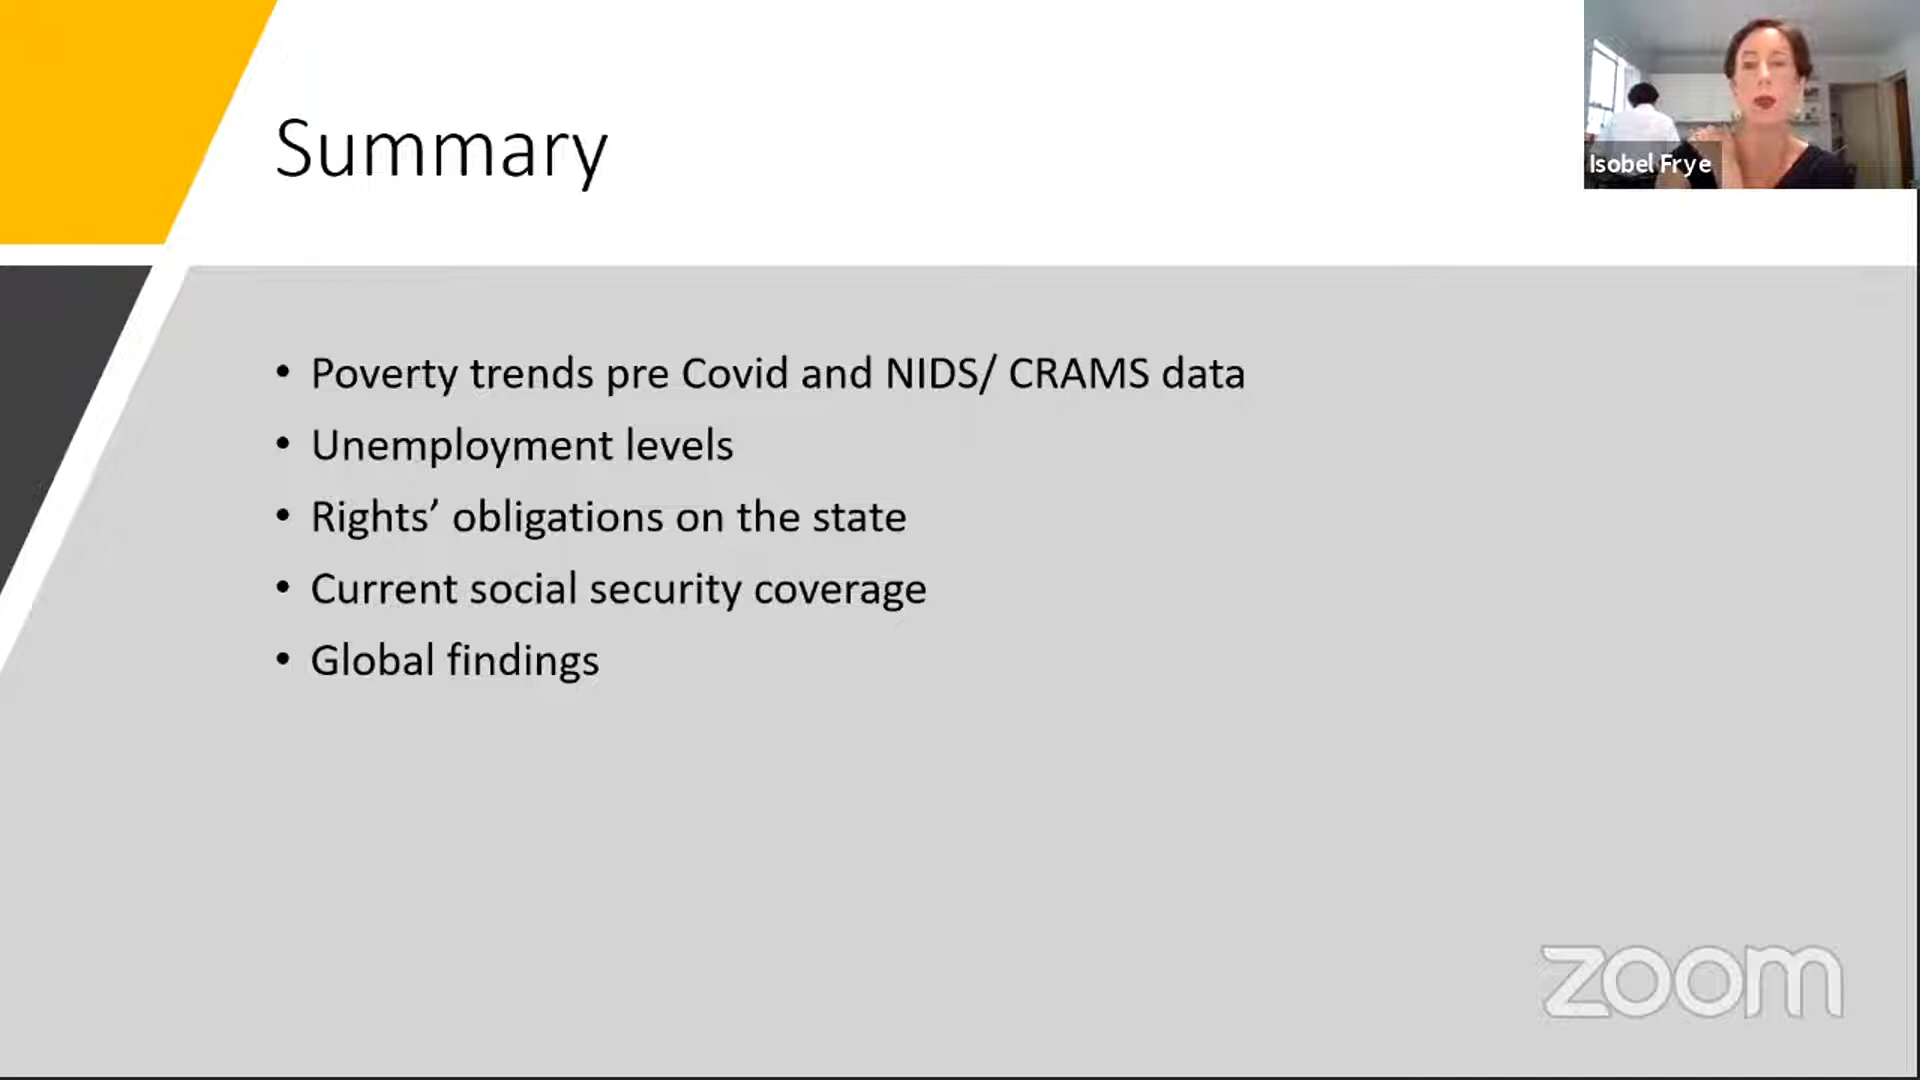 Summary
Isobel Frye
• Poverty trends pre Covid and NIDS/ CRAMS data
• Unemployment levels
• Rights’ obligations on the state
• Current social security coverage
• Global findings
zoom